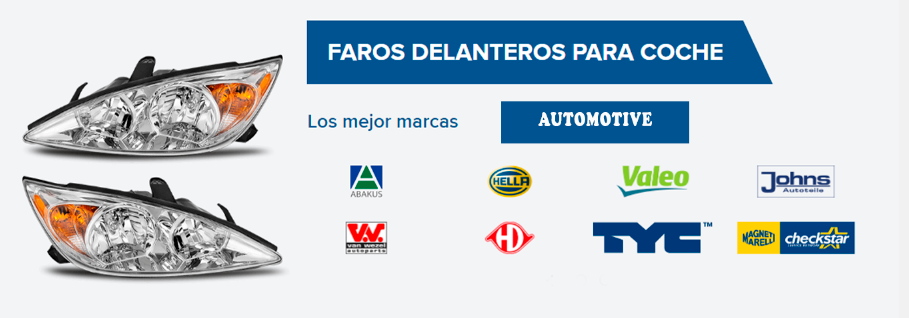 FAROS DELANTEROS PARA COCHE
Los mejor marcas
AUTOMOTIVE
ABAKUS
HELLA
Valeo
Johns
Autoteile
van wezel
autoparts
TYC™
MAGNETI
MARELLI
checkstar